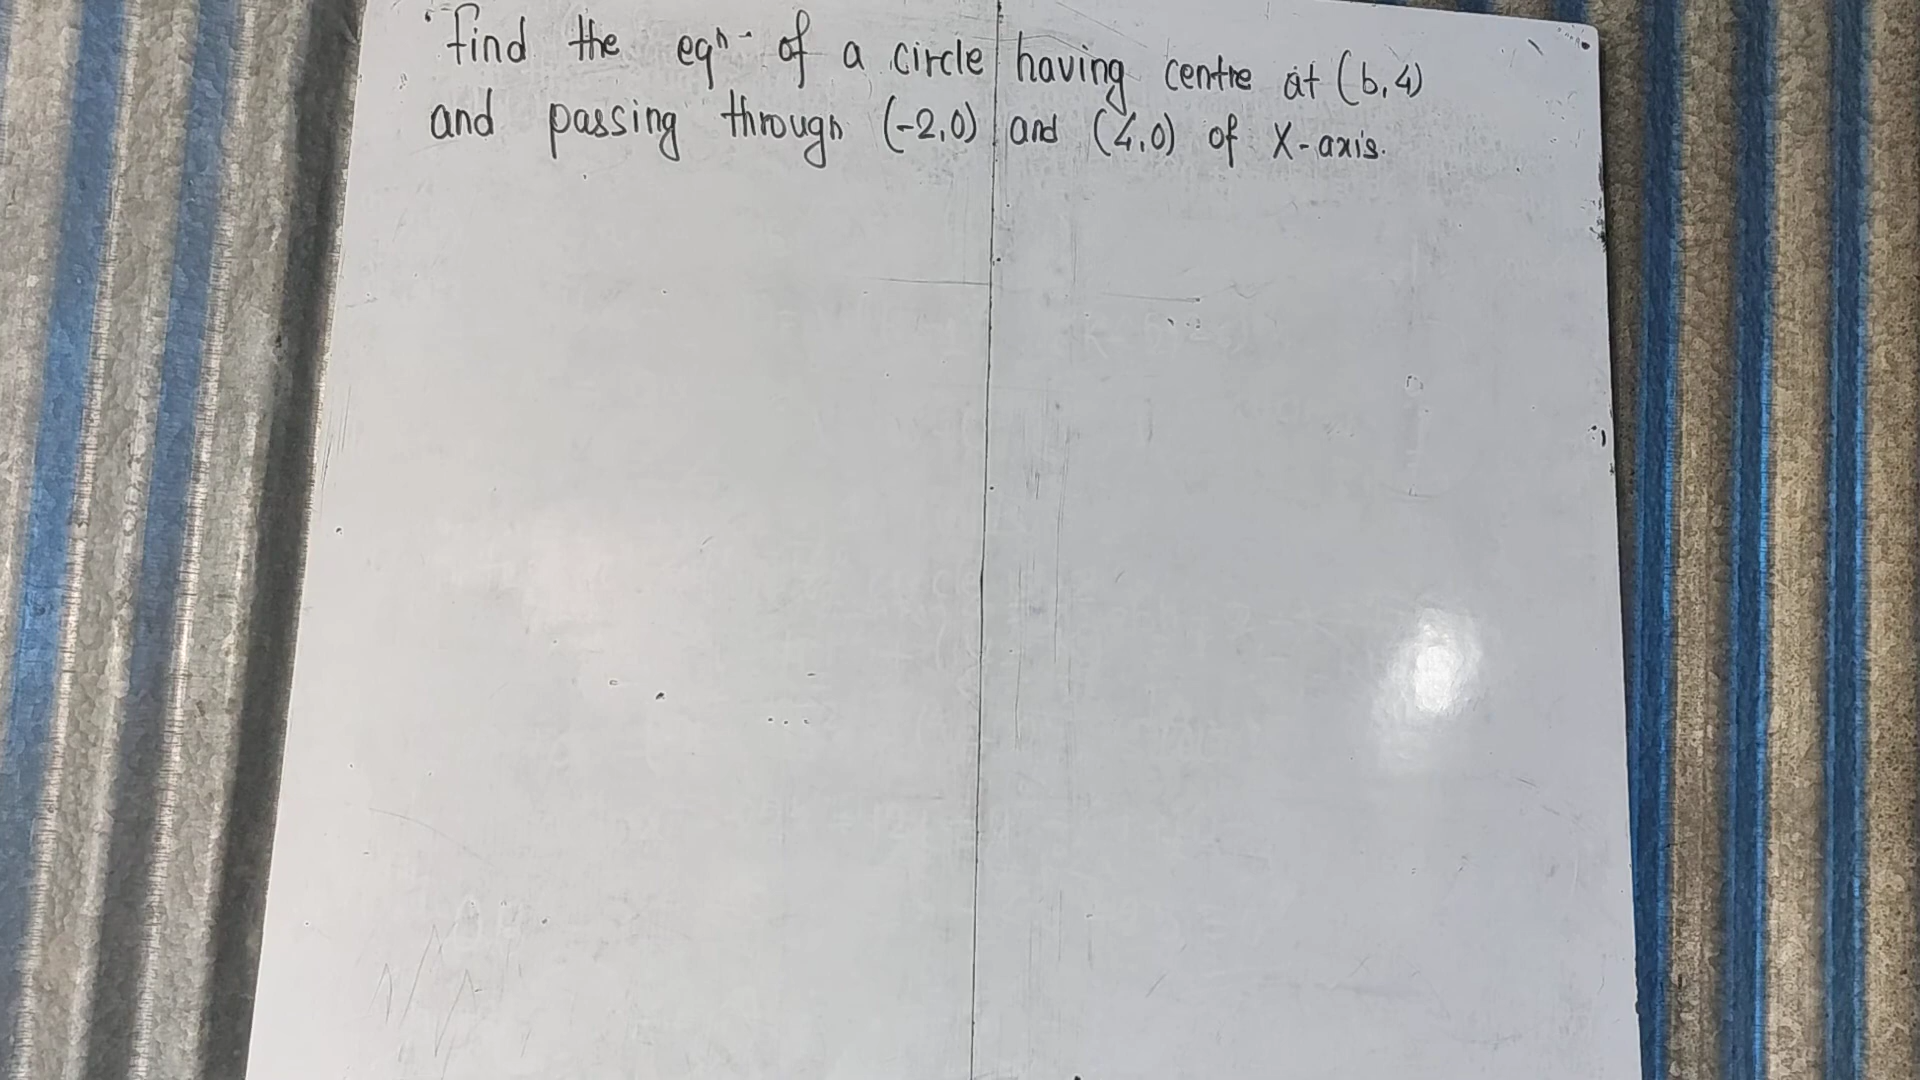 find the eqⁿ. of a circle having centre at (b,4)
and passing through (-2,0) and (4,0) of X-axis.